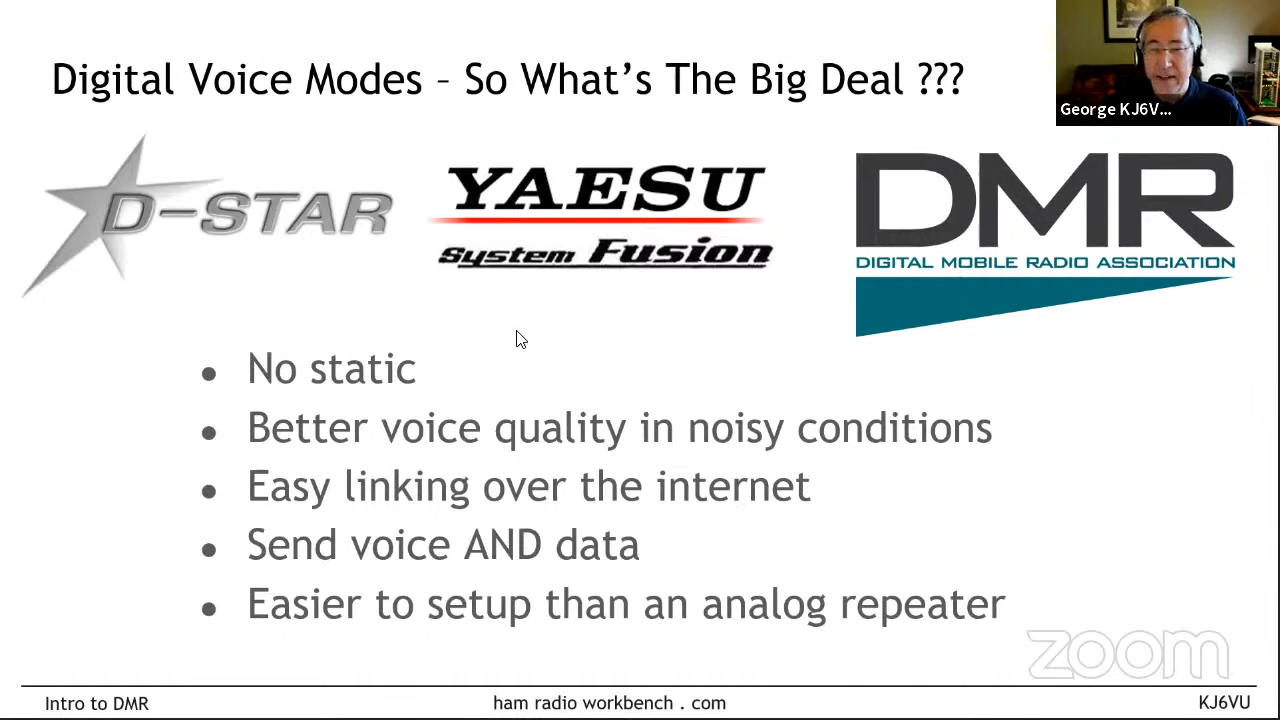 Digital Voice Modes – So What's The Big Deal ???
George KJ6V...
D-STAR
YAESU
System Fusion
DMR
DIGITAL MOBILE RADIO ASSOCIATION
● No static
● Better voice quality in noisy conditions
● Easy linking over the internet
● Send voice AND data
● Easier to setup than an analog repeater
zoom
Intro to DMR
ham radio workbench . com
KJ6VU